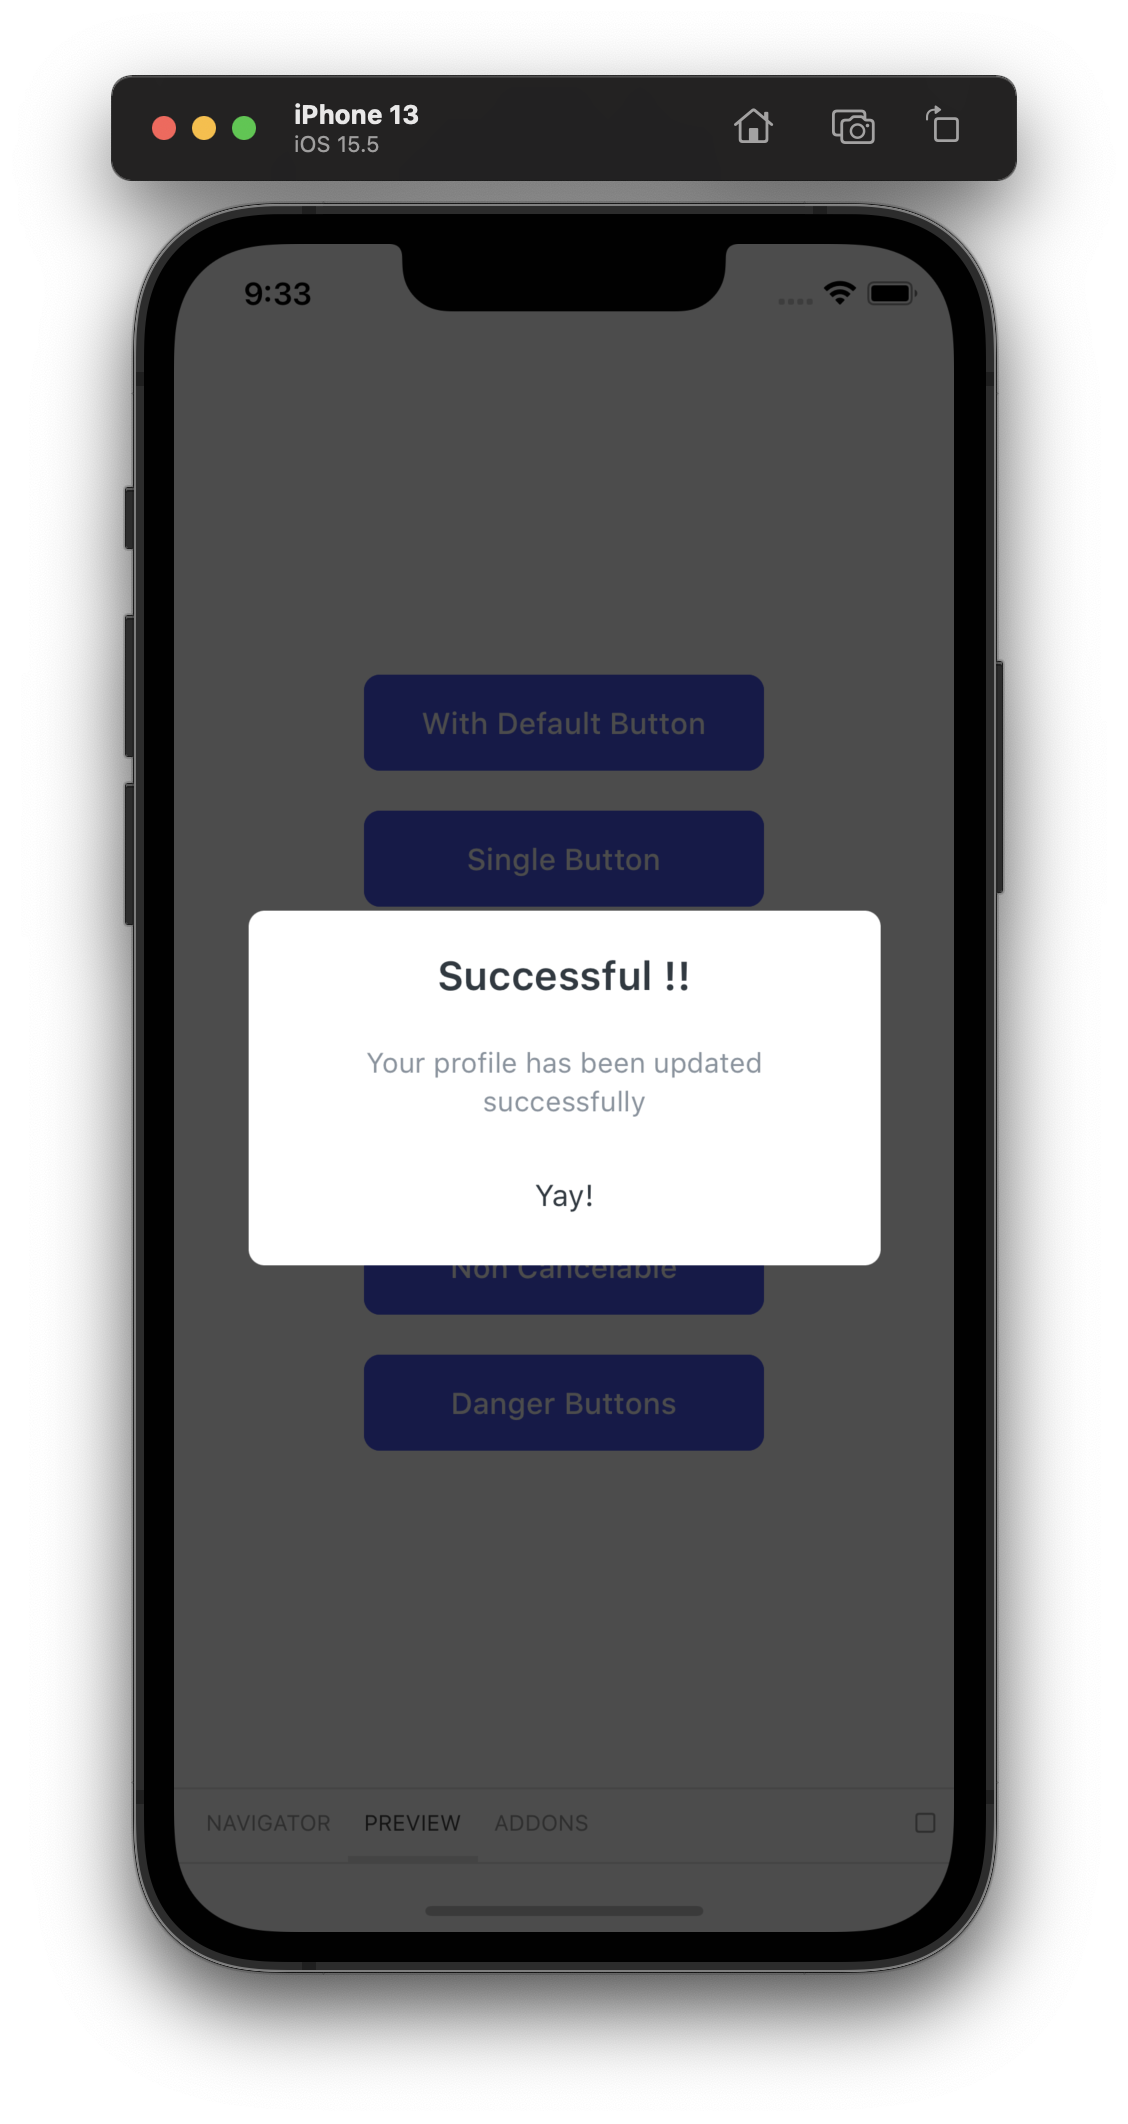 iPhone 13
iOS 15.5
9:33
With Default Button
Single Button
Successful !!
Your profile has been updated
successfully
Yay!
Non Cancelable
Danger Buttons
NAVIGATOR PREVIEW ADDONS